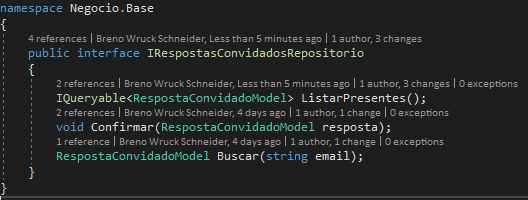 namespace Negocio.Base
{
4 references | Breno Wruck Schneider, Less than 5 minutes ago | 1 author, 3 changes
public interface IRespostasConvidadosRepositorio
{
2 references | Breno Wruck Schneider, Less than 5 minutes ago | 1 author, 3 changes | 0 exceptions
IQueryable<RespostaConvidadoModel> ListarPresentes();
2 references | Breno Wruck Schneider, 4 days ago | 1 author, 1 change | 0 exceptions
void Confirmar(RespostaConvidadoModel resposta);
1 reference | Breno Wruck Schneider, 4 days ago | 1 author, 1 change | 0 exceptions
RespostaConvidadoModel Buscar(string email);
}
}